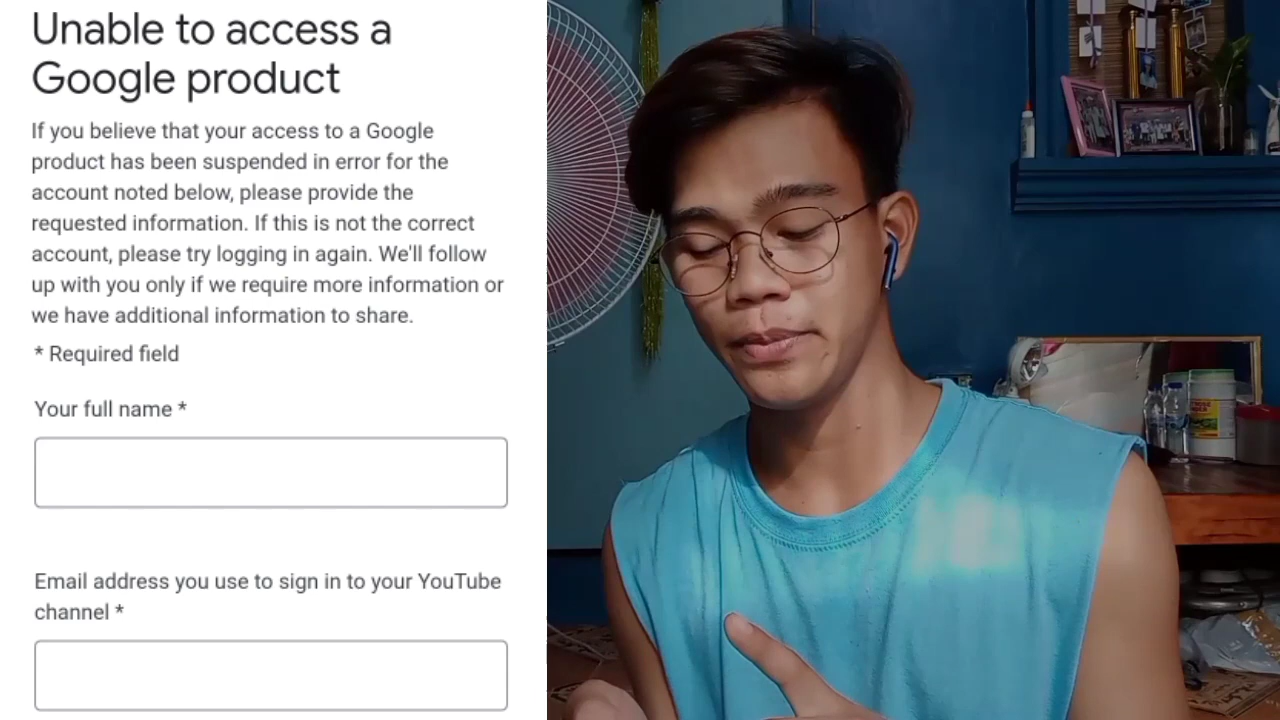 Unable to access a
Google product
If you believe that your access to a Google
product has been suspended in error for the
account noted below, please provide the
requested information. If this is not the correct
account, please try logging in again. We'll follow
up with you only if we require more information or
we have additional information to share.
* Required field
Your full name *
Email address you use to sign in to your YouTube
channel *